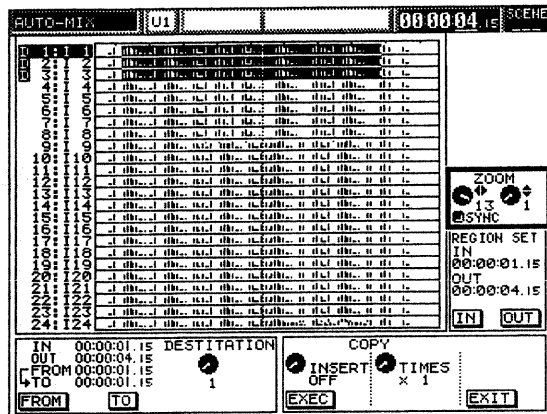 AUTO-MIX U1 00:00:04.15 SCENE
D 1:I 1
D 2:I 2
D 3:I 3
4:I 4
5:I 5
6:I 6
7:I 7
8:I 8
9:I 9
10:I10
11:I11
12:I12
13:I13
14:I14
15:I15
16:I16
17:I17
18:I18
19:I19
20:I20
21:I21
22:I22
23:I23
24:I24
ZOOM
13 1
SYNC
REGION SET
IN
00:00:01.15
OUT
00:00:04.15
IN OUT
IN 00:00:01.15
OUT 00:00:04.15
FROM 00:00:01.15
TO 00:00:01.15
FROM TO
DESTITATION
1
COPY
INSERT TIMES
OFF × 1
EXEC EXIT